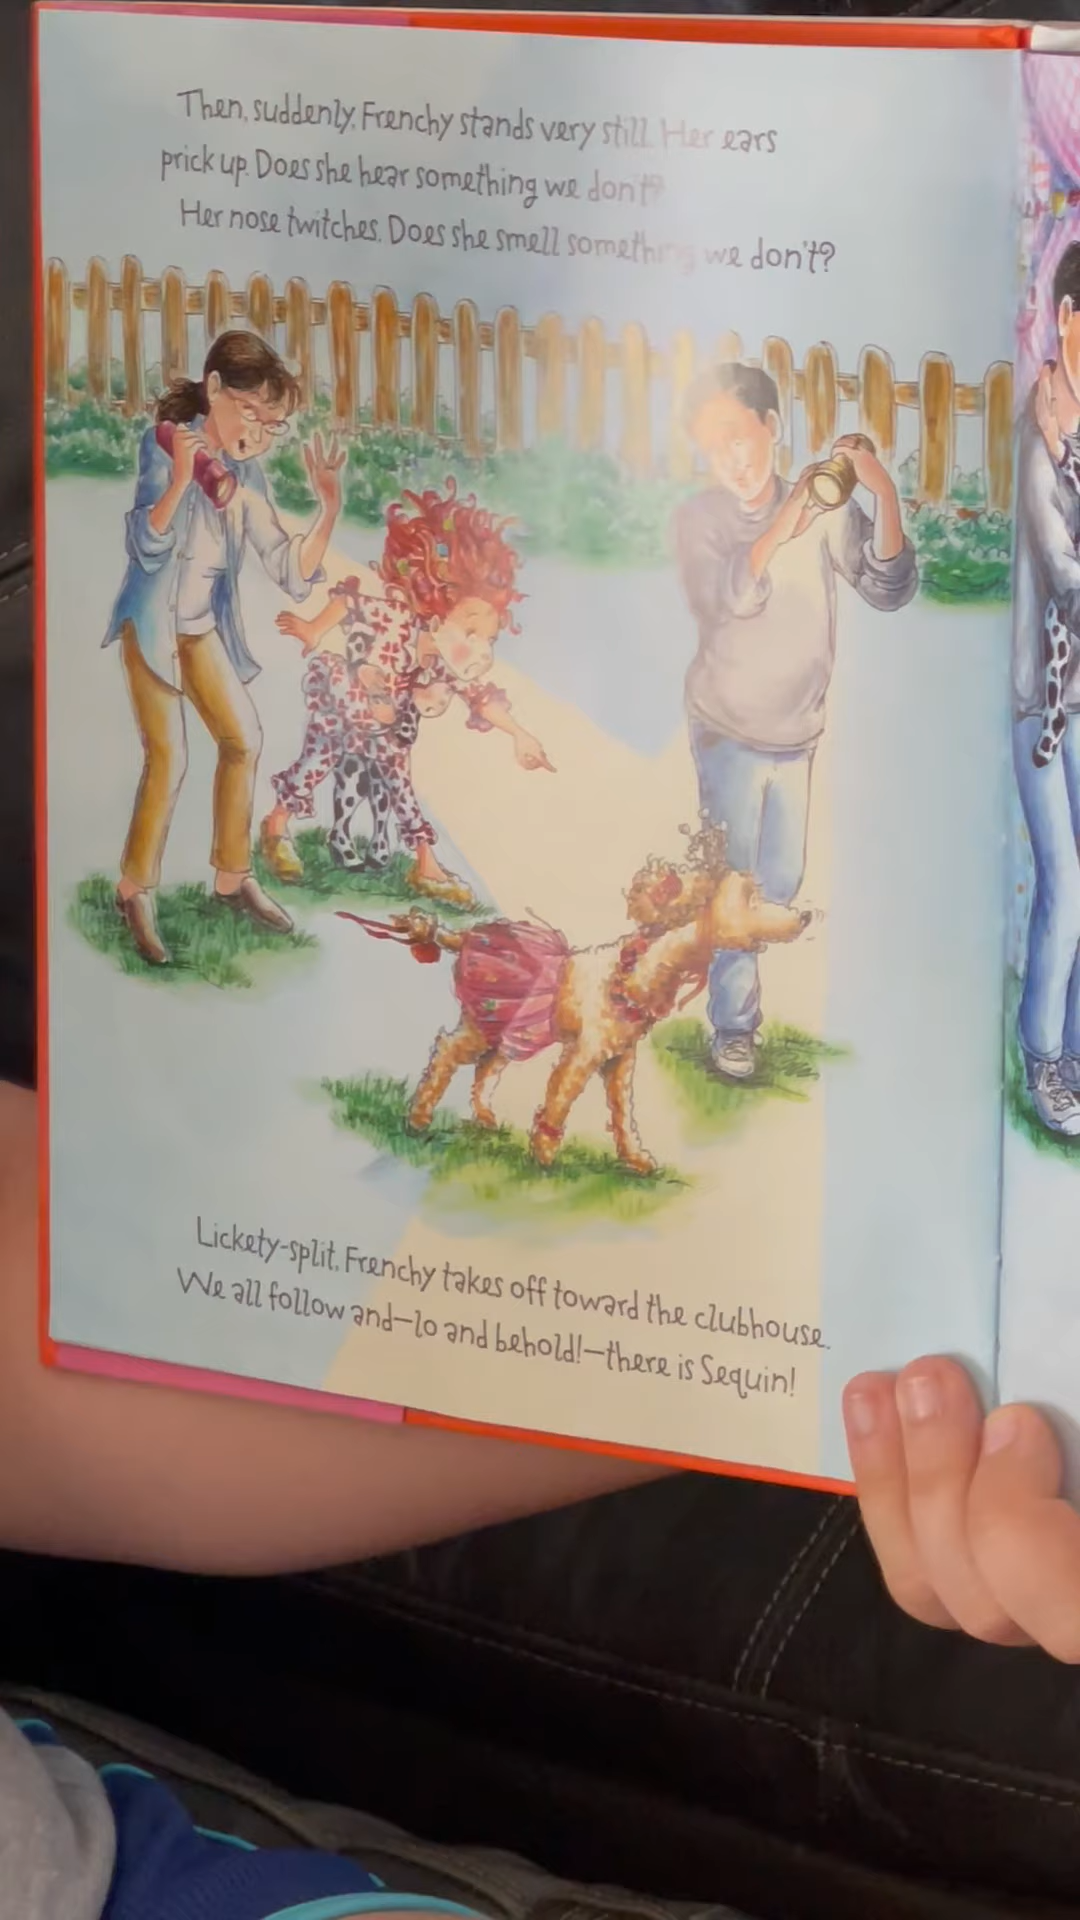 Then, suddenly, Frenchy stands very still. Her ears
prick up. Does she hear something we don't?
Her nose twitches. Does she smell something we don't?
Lickety-split, Frenchy takes off toward the clubhouse.
We all follow and—lo and behold!—there is Sequin!